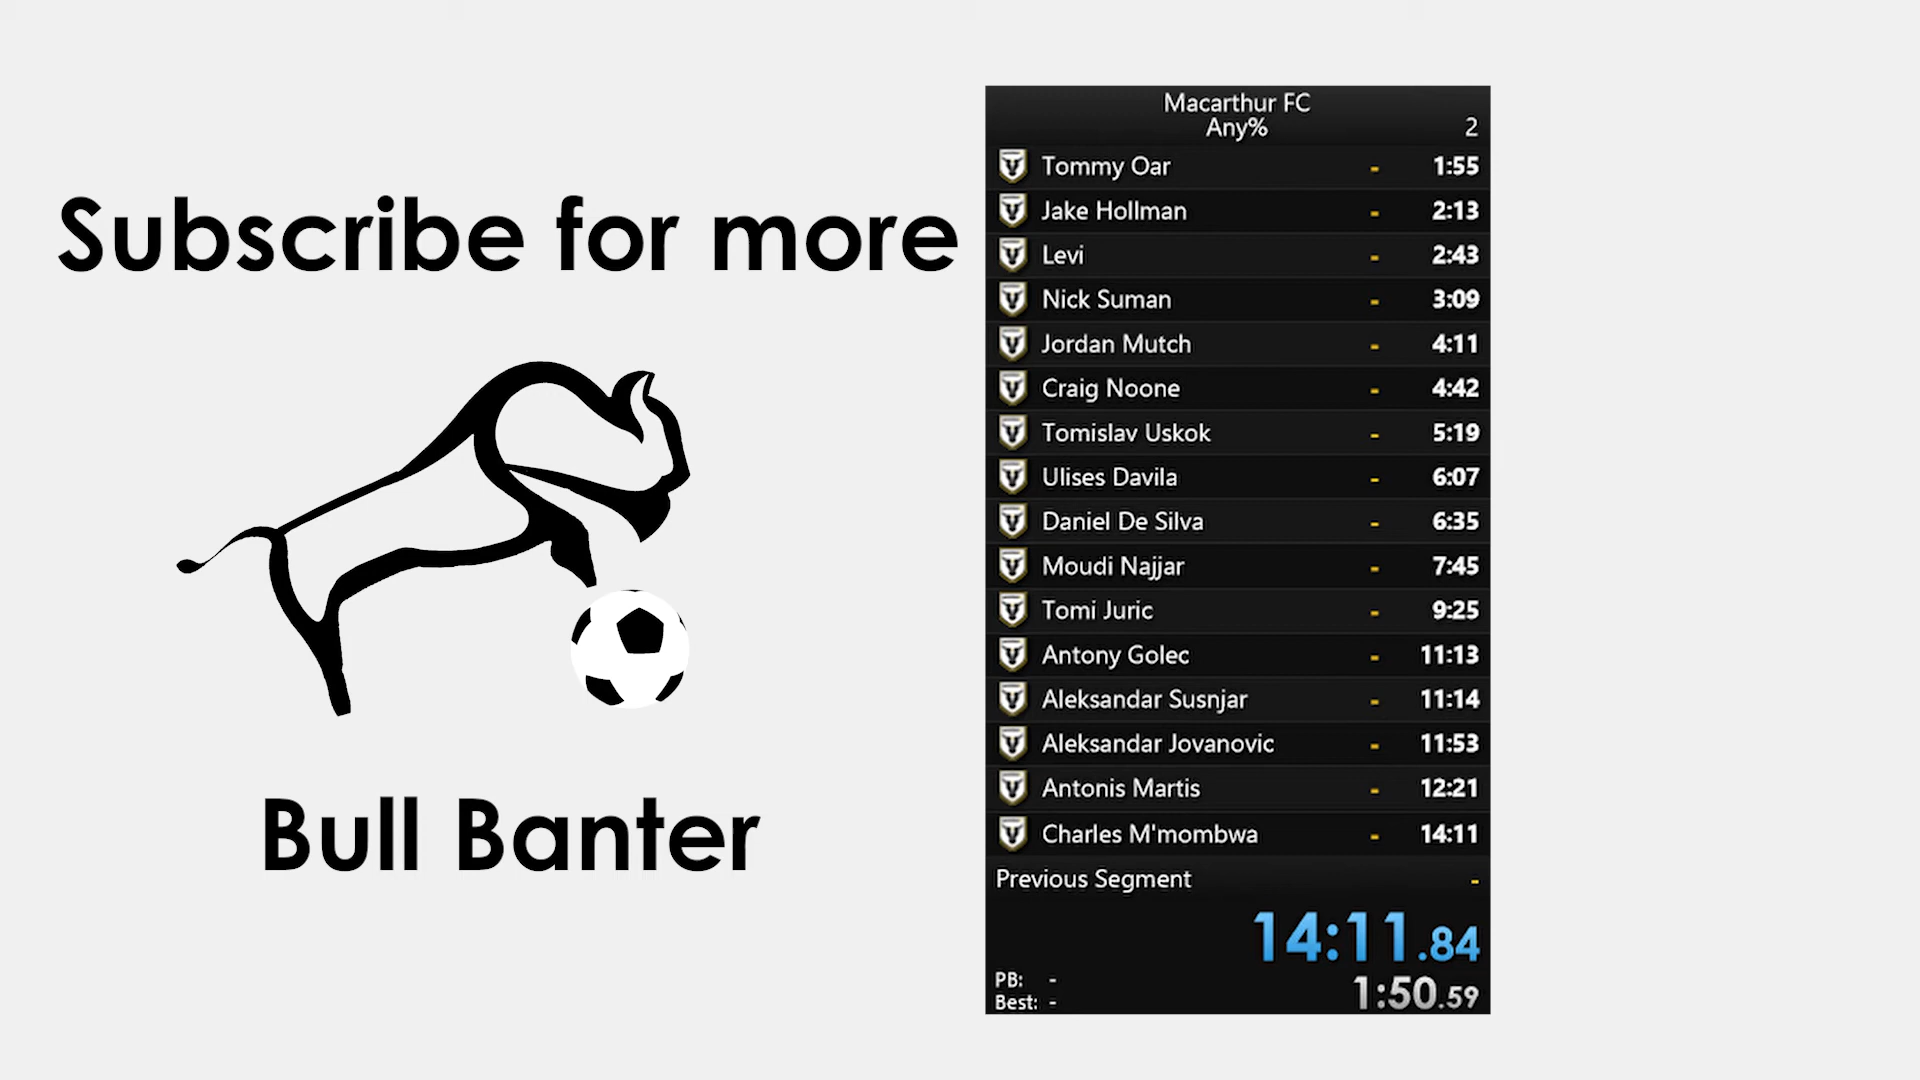 Subscribe for more
Bull Banter
Macarthur FC
Any% 2
Tommy Oar - 1:55
Jake Hollman - 2:13
Levi - 2:43
Nick Suman - 3:09
Jordan Mutch - 4:11
Craig Noone - 4:42
Tomislav Uskok - 5:19
Ulises Davila - 6:07
Daniel De Silva - 6:35
Moudi Najjar - 7:45
Tomi Juric - 9:25
Antony Golec - 11:13
Aleksandar Susnjar - 11:14
Aleksandar Jovanovic - 11:53
Antonis Martis - 12:21
Charles M'mombwa - 14:11
Previous Segment -
14:11.84
PB: -
Best: - 1:50.59